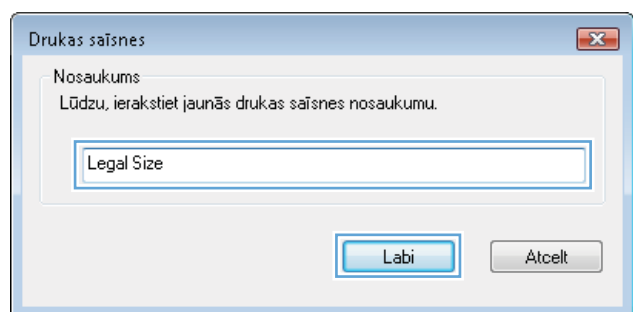 Drukas saīsnes
Nosaukums
Lūdzu, ierakstiet jaunās drukas saīsnes nosaukumu.
Legal Size
Labi
Atcelt